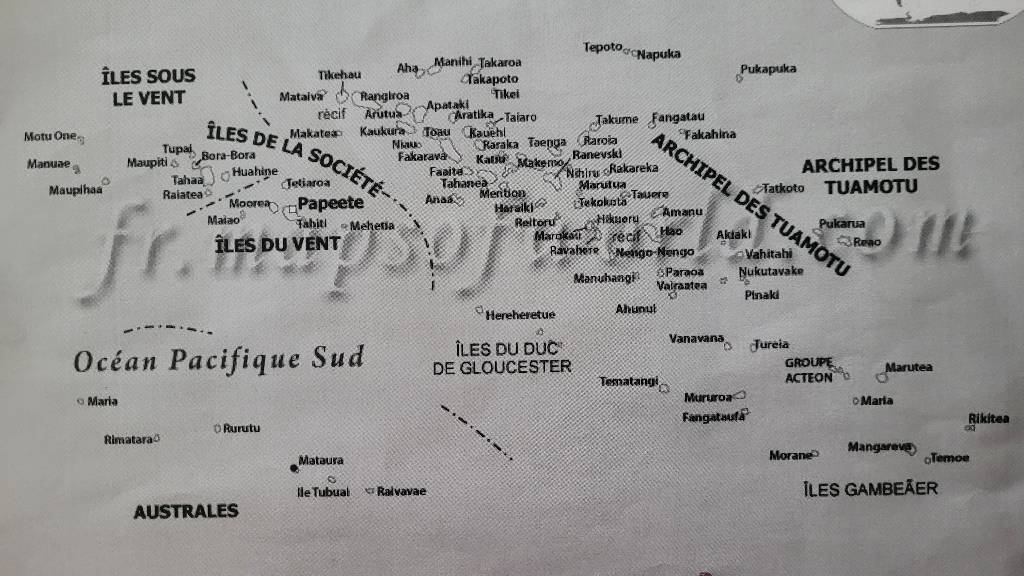 Tepoto
Napuka
Pukapuka
ÎLES SOUS
LE VENT
Tikehau
Aha
Manihi
Takaroa
Takapoto
Tikei
Mataiva
Rangiroa
récif
Arutua
Apataki
Aratika
Taiaro
Takume
Fangatau
Fakahina
Motu One
ÎLES DE LA SOCIÉTÉ
Makatea
Kaukura
Toau
Kauehi
Raraka
Taenga
Raroia
Niau
Fakarava
Katiu
Makemo
Ranevski
Nihiru
Rakareka
Manuae
Tupai
Maupiti
Bora-Bora
Huahine
Tahaa
Raiatea
Maupihaa
Tetiaroa
Faaite
Tahanea
Marutua
Tauere
ARCHIPEL DES TUAMOTU
ARCHIPEL DES
TUAMOTU
Tatkoto
Moorea
Papeete
Anaa
Mention
Haraiki
Tekokota
Maiao
Tahiti
Mehetia
Reitoru
Hikueru
Amanu
Pukarua
ÎLES DU VENT
Marokau
récif
Hao
Akiaki
Reao
Ravahere
Nengo-Nengo
Vahitahi
fr.mapsofworld.com
Manuhangi
Paraoa
Nukutavake
Vairaatea
Pinaki
Hereheretue
Ahunui
ÎLES DU DUC
DE GLOUCESTER
Vanavana
Tureia
Océan Pacifique Sud
GROUPE
ACTEON
Marutea
Tematangi
Maria
Mururoa
Maria
Fangataufa
Rikitea
Rimatara
Rurutu
Mangareva
Morane
Temoe
Mataura
Ile Tubuai
Raivavae
ÎLES GAMBEÃER
AUSTRALES